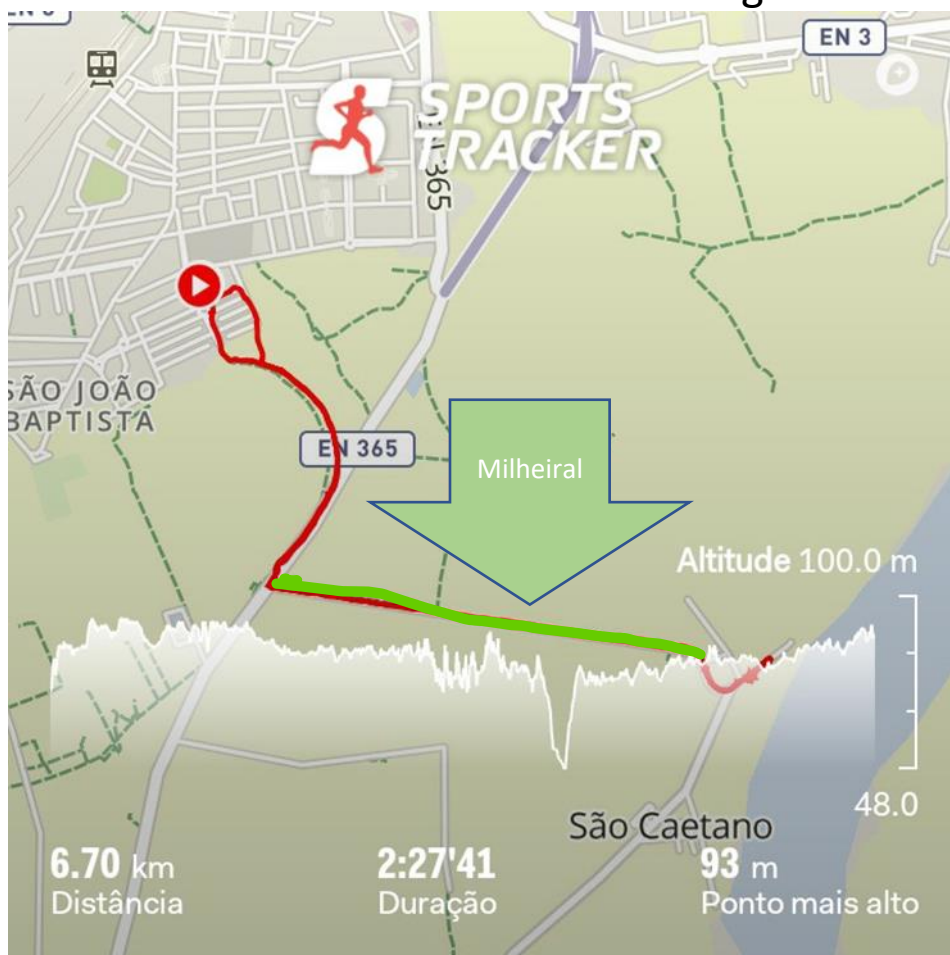 EN 3
SPORTS
TRACKER
EN 365
SÃO JOÃO
BAPTISTA
EN 365
Milheiral
Altitude 100.0 m
48.0
São Caetano
6.70 km
Distância
2:27'41
Duração
93 m
Ponto mais alto